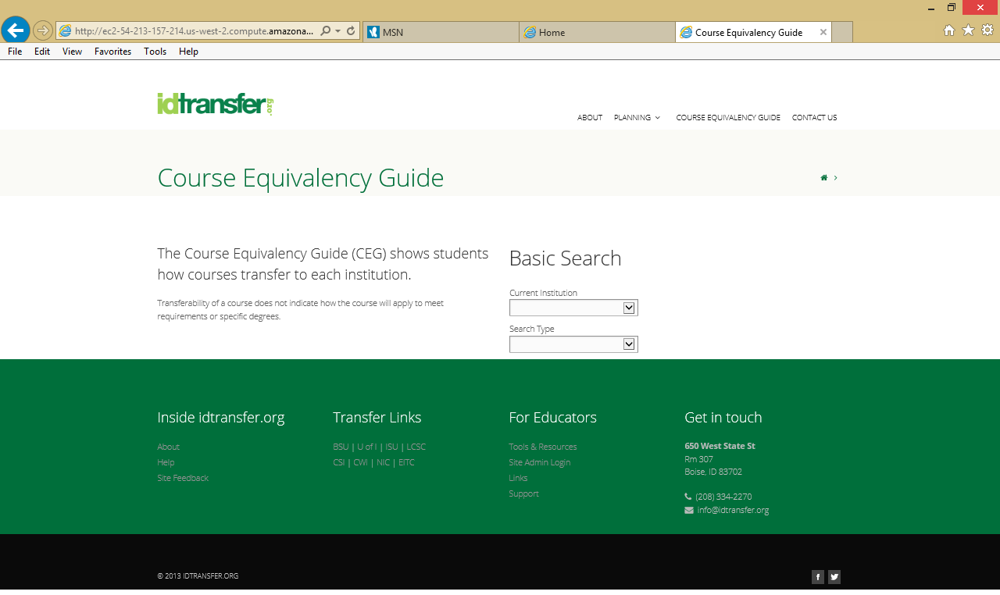 http://ec2-54-213-157-214.us-west-2.compute.amazona...
MSN
Home
Course Equivalency Guide
File Edit View Favorites Tools Help
idtransfer.org
ABOUT PLANNING COURSE EQUIVALENCY GUIDE CONTACT US
Course Equivalency Guide
The Course Equivalency Guide (CEG) shows students
how courses transfer to each institution.
Transferability of a course does not indicate how the course will apply to meet
requirements or specific degrees.
Basic Search
Current Institution
Search Type
Inside idtransfer.org
About
Help
Site Feedback
Transfer Links
BSU | U of I | ISU | LCSC
CSI | CWI | NIC | EITC
For Educators
Tools & Resources
Site Admin Login
Links
Support
Get in touch
650 West State St
Rm 307
Boise, ID 83702
(208) 334-2270
info@idtransfer.org
© 2013 IDTRANSFER.ORG